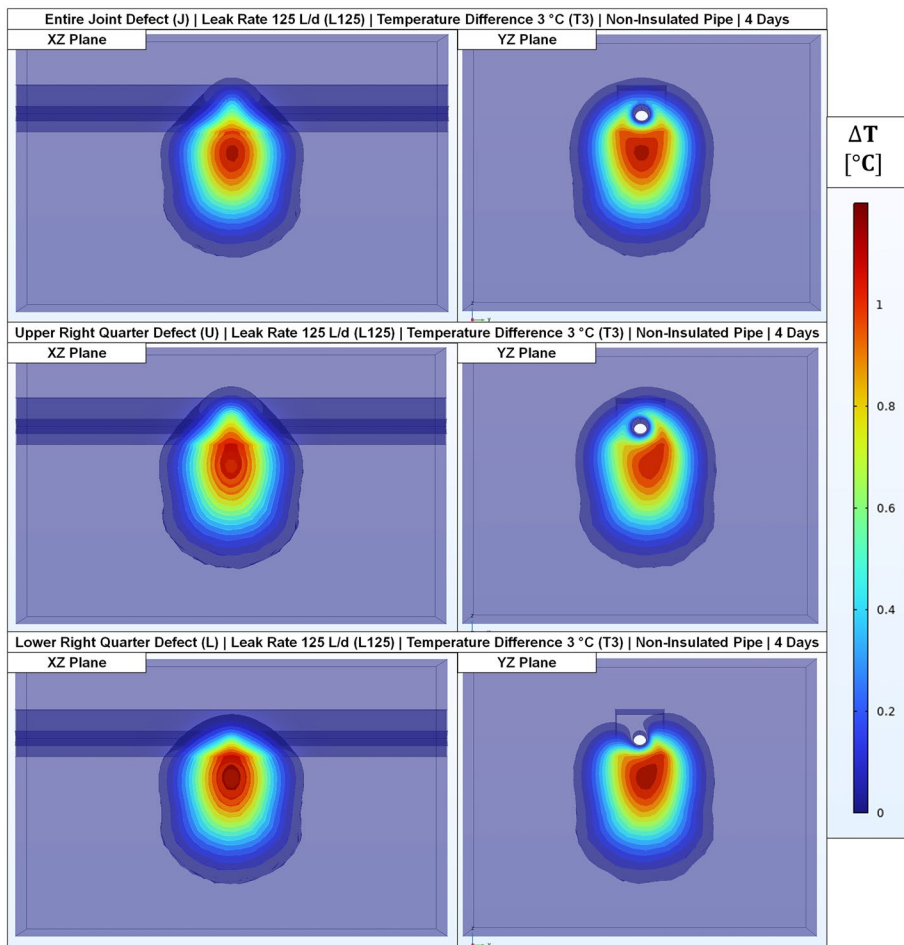 Entire Joint Defect (J) | Leak Rate 125 L/d (L125) | Temperature Difference 3 °C (T3) | Non-Insulated Pipe | 4 Days
XZ Plane
YZ Plane
Upper Right Quarter Defect (U) | Leak Rate 125 L/d (L125) | Temperature Difference 3 °C (T3) | Non-Insulated Pipe | 4 Days
XZ Plane
YZ Plane
Lower Right Quarter Defect (L) | Leak Rate 125 L/d (L125) | Temperature Difference 3 °C (T3) | Non-Insulated Pipe | 4 Days
XZ Plane
YZ Plane
ΔT
[°C]
1
0.8
0.6
0.4
0.2
0